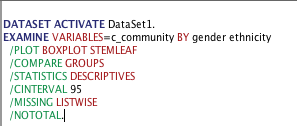 DATASET ACTIVATE DataSet1.
EXAMINE VARIABLES=c_community BY gender ethnicity
/PLOT BOXPLOT STEMLEAF
/COMPARE GROUPS
/STATISTICS DESCRIPTIVES
/CINTERVAL 95
/MISSING LISTWISE
/NOTOTAL.